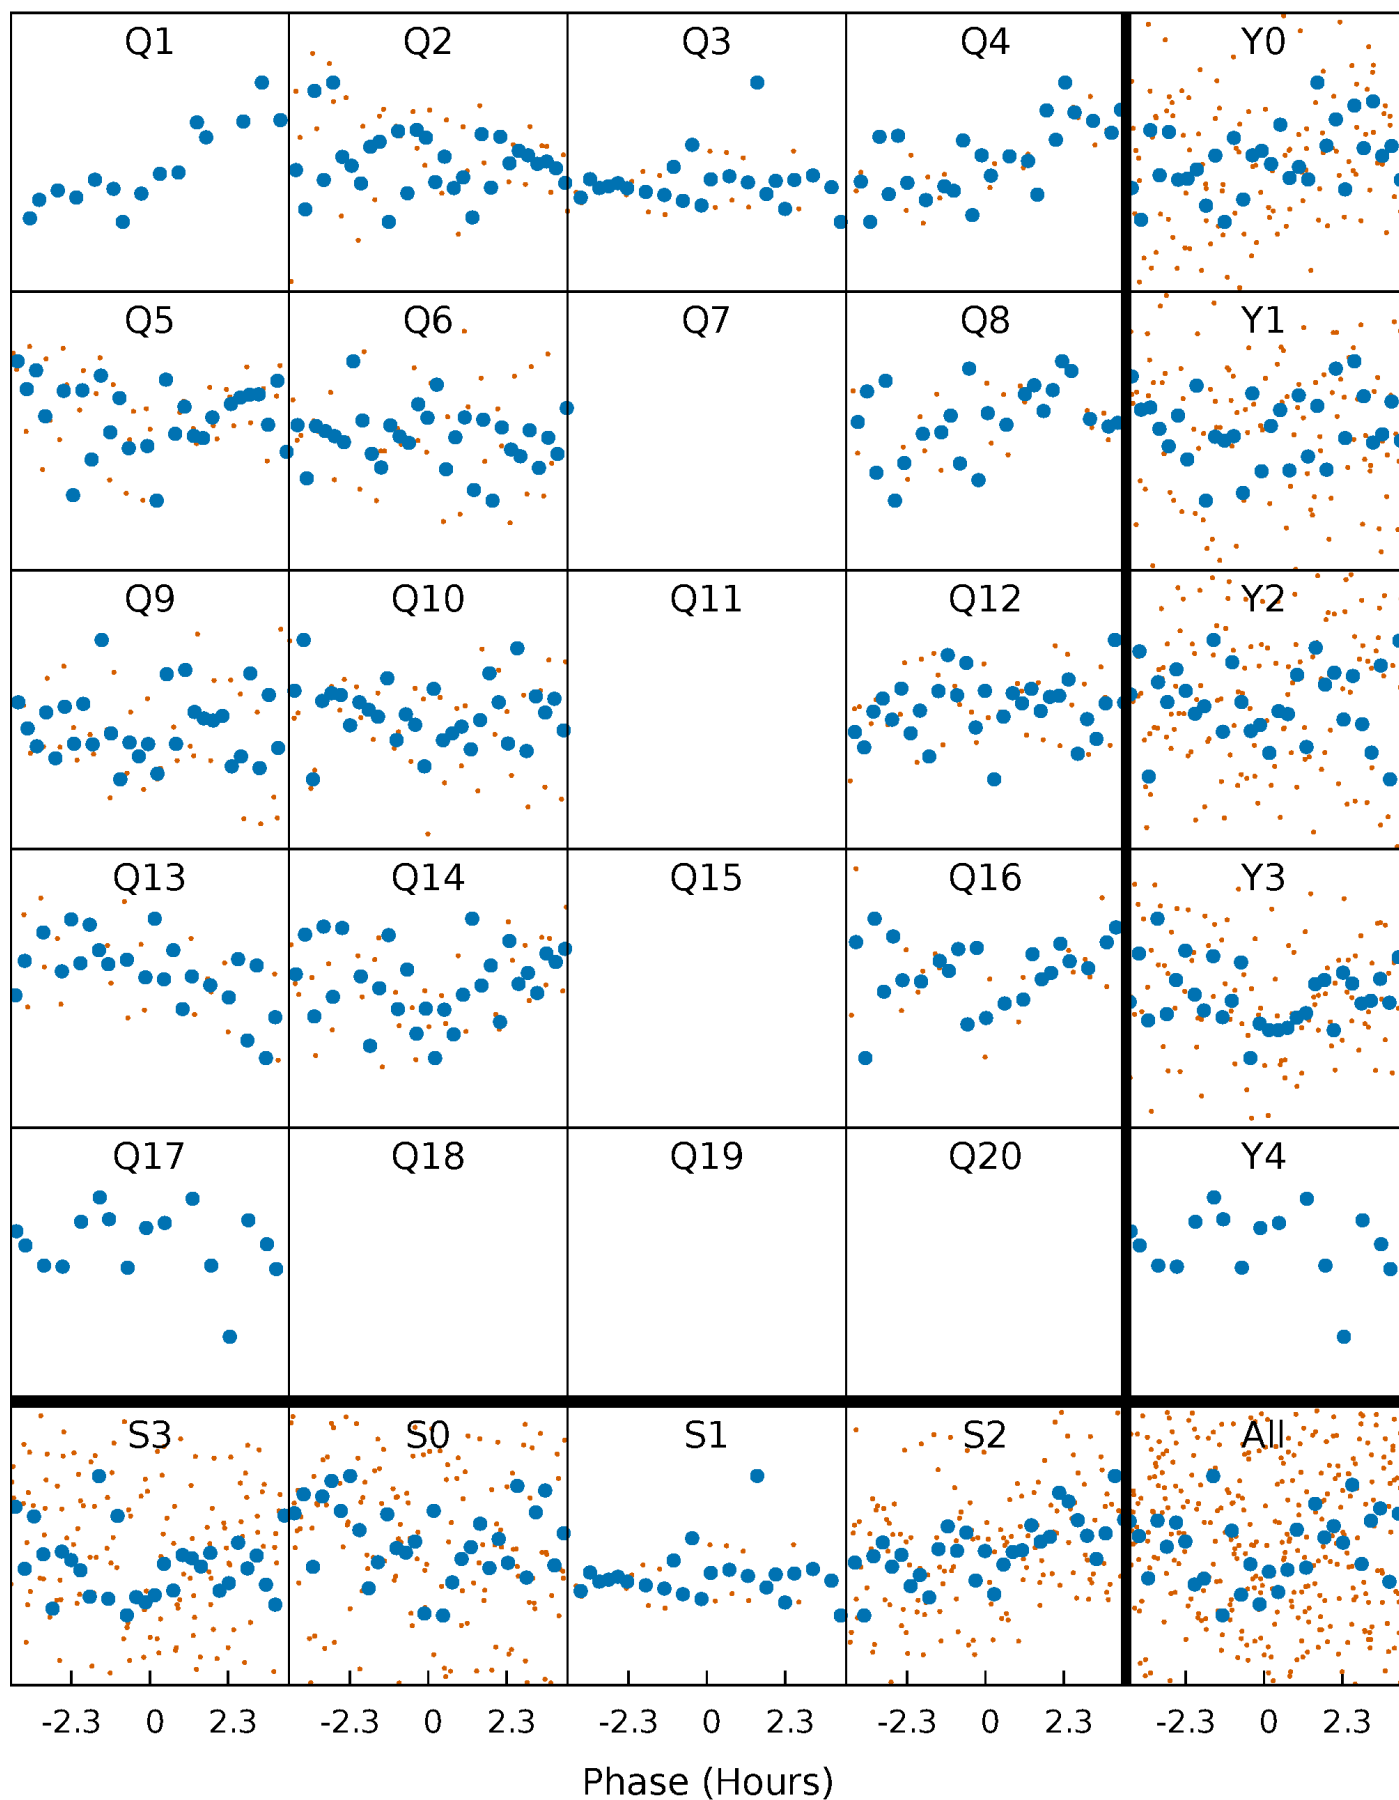 Q1 Q2 Q3 Q4 Y0
Q5 Q6 Q7 Q8 Y1
Q9 Q10 Q11 Q12 Y2
Q13 Q14 Q15 Q16 Y3
Q17 Q18 Q19 Q20 Y4
S3 S0 S1 S2 All
-2.3 0 2.3 -2.3 0 2.3 -2.3 0 2.3 -2.3 0 2.3 -2.3 0 2.3
Phase (Hours)